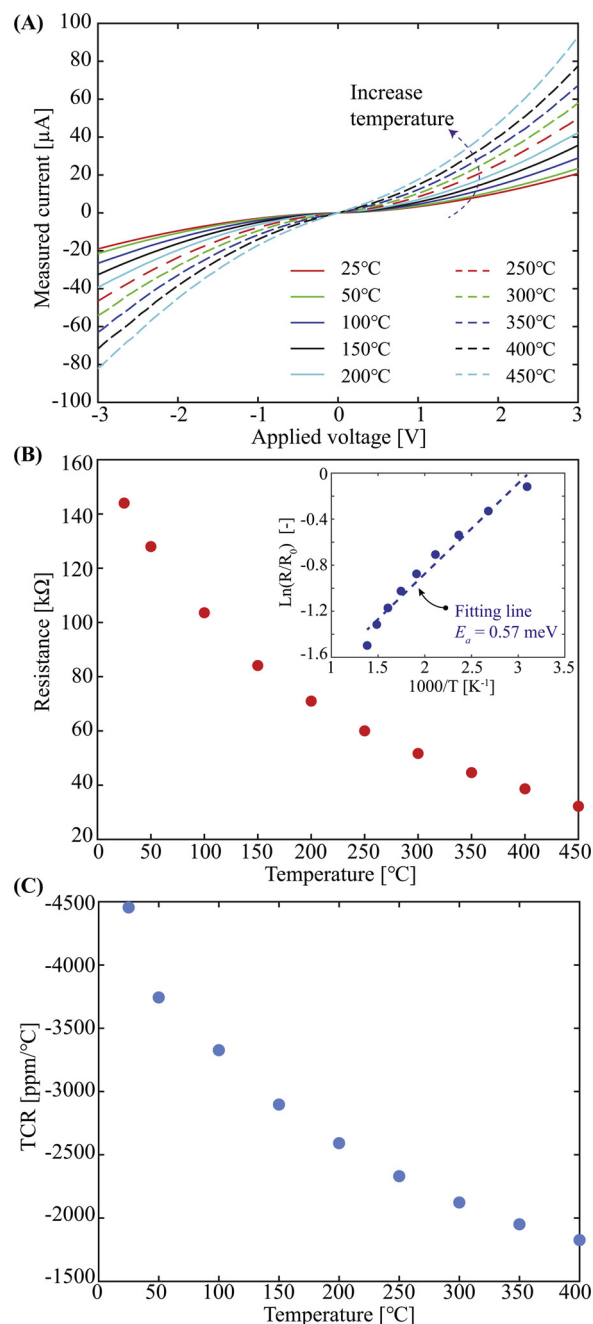 (A)
100
80
60
40
20
0
-20
-40
-60
-80
-100
Measured current [μA]
Increase
temperature
25°C
50°C
100°C
150°C
200°C
250°C
300°C
350°C
400°C
450°C
-3
-2
-1
0
1
2
3
Applied voltage [V]
(B)
160
140
120
100
80
60
40
20
Resistance [kΩ]
0
-0.4
-0.8
-1.2
-1.6
Ln(R/R₀) [-]
Fitting line
Eₐ = 0.57 meV
1
1.5
2
2.5
3
3.5
1000/T [K⁻¹]
0
50
100
150
200
250
300
350
400
450
Temperature [°C]
(C)
-4500
-4000
-3500
-3000
-2500
-2000
-1500
TCR [ppm/°C]
50
100
150
200
250
300
350
400
Temperature [°C]